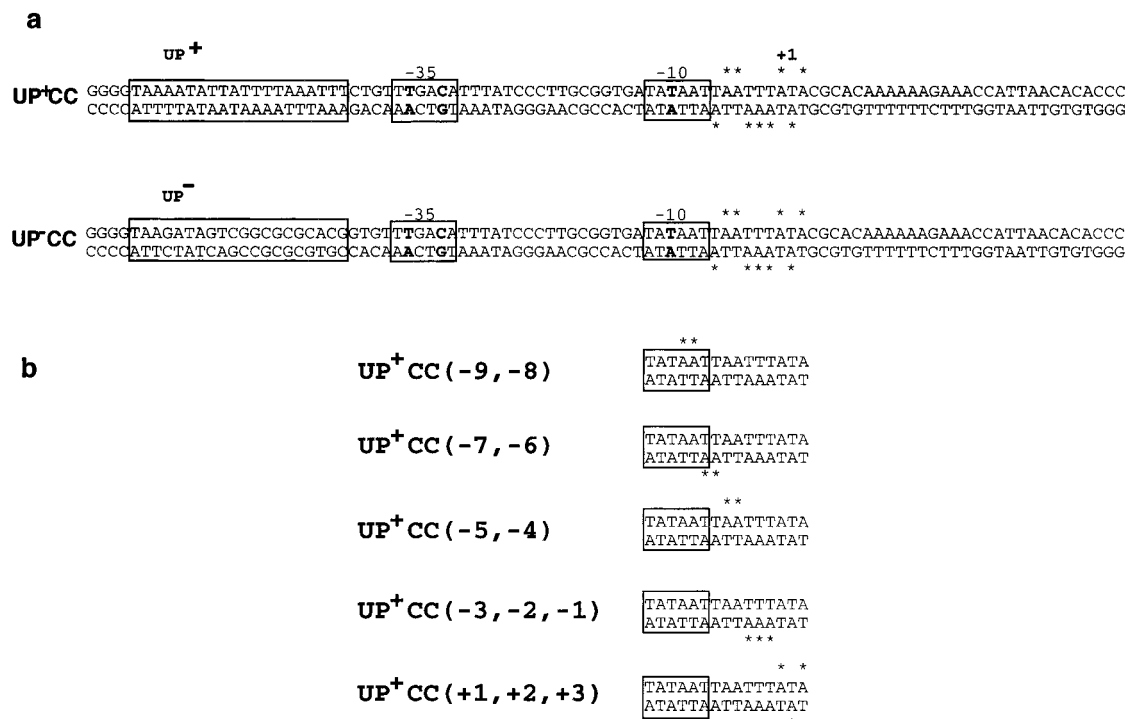 a
UP+
-35
-10
+1
** * *
UP+CC
GGGGTAAAATATTATTTTAAATTTCTGTTTGACATTTATCCCTTGCGGTGATATAATTAATTTATACGCACAAAAAAGAAACCATTAACACACCC
CCCCATTTTATAATAAAATTTAAAGACAAACTGTAAATAGGGAACGCCACTATATTAATTAAATATGCGTGTTTTTTCTTTGGTAATTGTGTGGG
* *** *
UP-
-35
-10
** * *
UP-CC
GGGGTAAGATAGTCGGCGCGCACGGTGTTTGACATTTATCCCTTGCGGTGATATAATTAATTTATACGCACAAAAAAGAAACCATTAACACACCC
CCCCATTCTATCAGCCGCGCGTGCCACAAACTGTAAATAGGGAACGCCACTATATTAATTAAATATGCGTGTTTTTTCTTTGGTAATTGTGTGGG
* *** *
b
**
UP+CC(-9,-8)
TATAATTAATTTATA
ATATTAATTAAATAT
UP+CC(-7,-6)
TATAATTAATTTATA
ATATTAATTAAATAT
**
**
UP+CC(-5,-4)
TATAATTAATTTATA
ATATTAATTAAATAT
UP+CC(-3,-2,-1)
TATAATTAATTTATA
ATATTAATTAAATAT
***
* *
UP+CC(+1,+2,+3)
TATAATTAATTTATA
ATATTAATTAAATAT